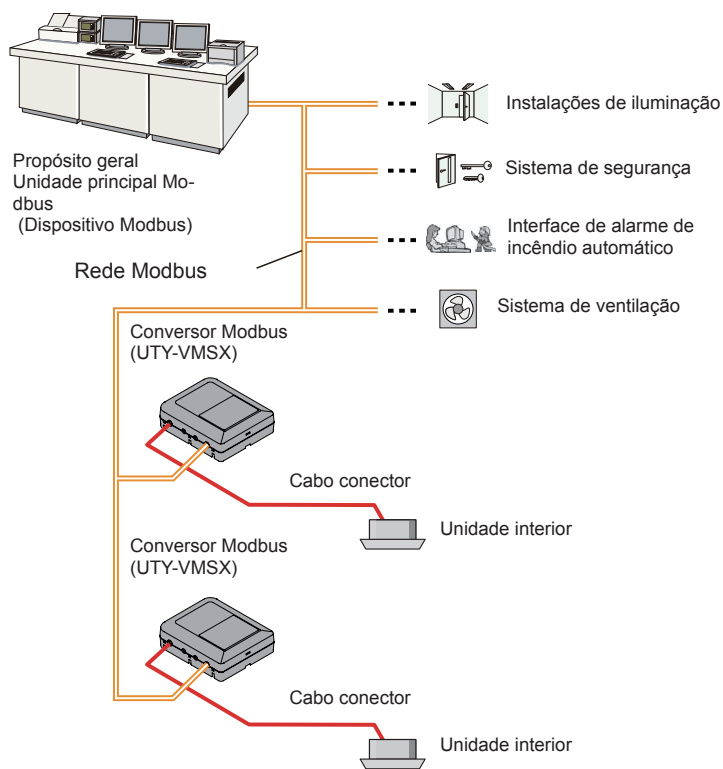 Instalações de iluminação
Propósito geral
Unidade principal Mo-
dbus
(Dispositivo Modbus)
Sistema de segurança
Interface de alarme de
incêndio automático
Rede Modbus
Sistema de ventilação
Conversor Modbus
(UTY-VMSX)
Cabo conector
Unidade interior
Conversor Modbus
(UTY-VMSX)
Cabo conector
Unidade interior